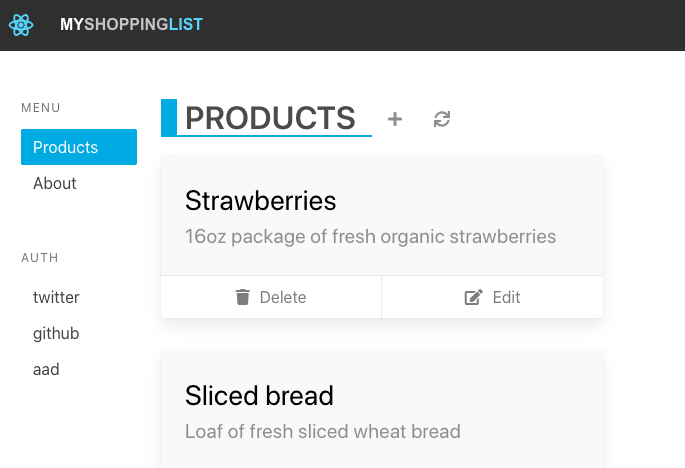 MYSHOPPINGLIST
MENU
Products
About
AUTH
twitter
github
aad
PRODUCTS
Strawberries
16oz package of fresh organic strawberries
Delete
Edit
Sliced bread
Loaf of fresh sliced wheat bread